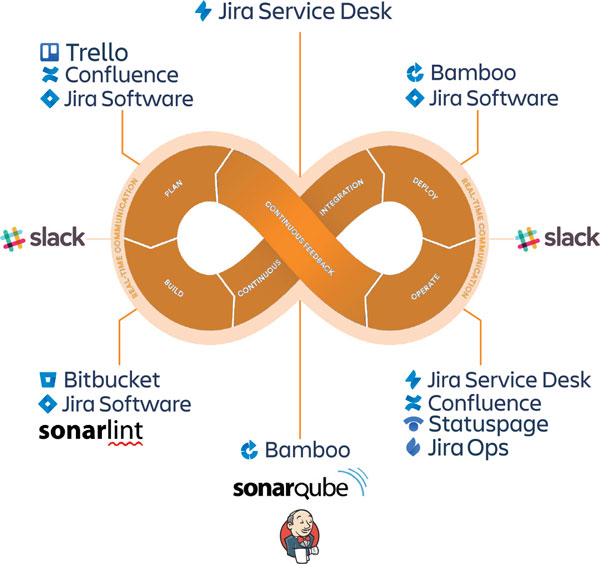 Jira Service Desk
Trello
Confluence
Jira Software
Bamboo
Jira Software
REAL-TIME COMMUNICATION
PLAN
CONTINUOUS FEEDBACK
INTEGRATION
DEPLOY
REAL-TIME COMMUNICATION
slack
slack
BUILD
CONTINUOUS
OPERATE
Bitbucket
Jira Software
sonarlint
Jira Service Desk
Confluence
Statuspage
Jira Ops
Bamboo
sonarqube